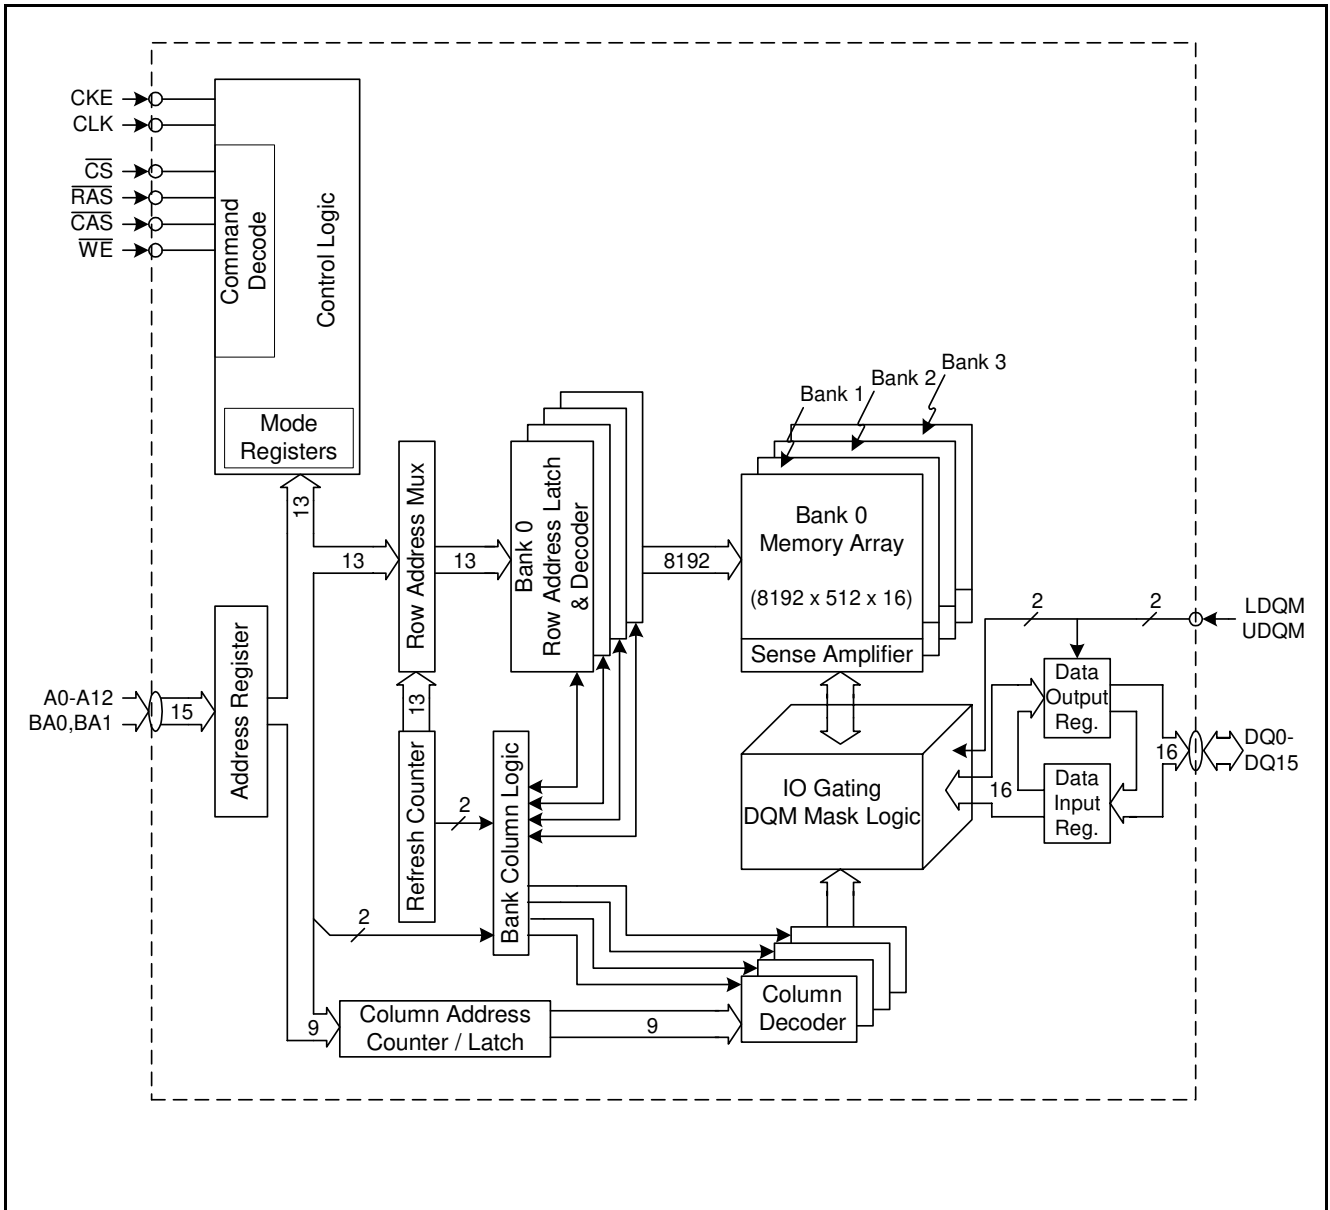 CKE
CLK
CS
RAS
CAS
WE
Command
Decode
Control Logic
Mode
Registers
13
13
Row Address Mux
13
Bank 0
Row Address Latch
& Decoder
8192
Bank 1
Bank 2
Bank 3
Bank 0
Memory Array
(8192 x 512 x 16)
Sense Amplifier
2
2
LDQM
UDQM
A0-A12
BA0,BA1
15
Address Register
13
Refresh Counter
2
Bank Column Logic
2
IO Gating
DQM Mask Logic
16
Data
Output
Reg.
Data
Input
Reg.
16
DQ0-
DQ15
9
Column Address
Counter / Latch
9
Column
Decoder